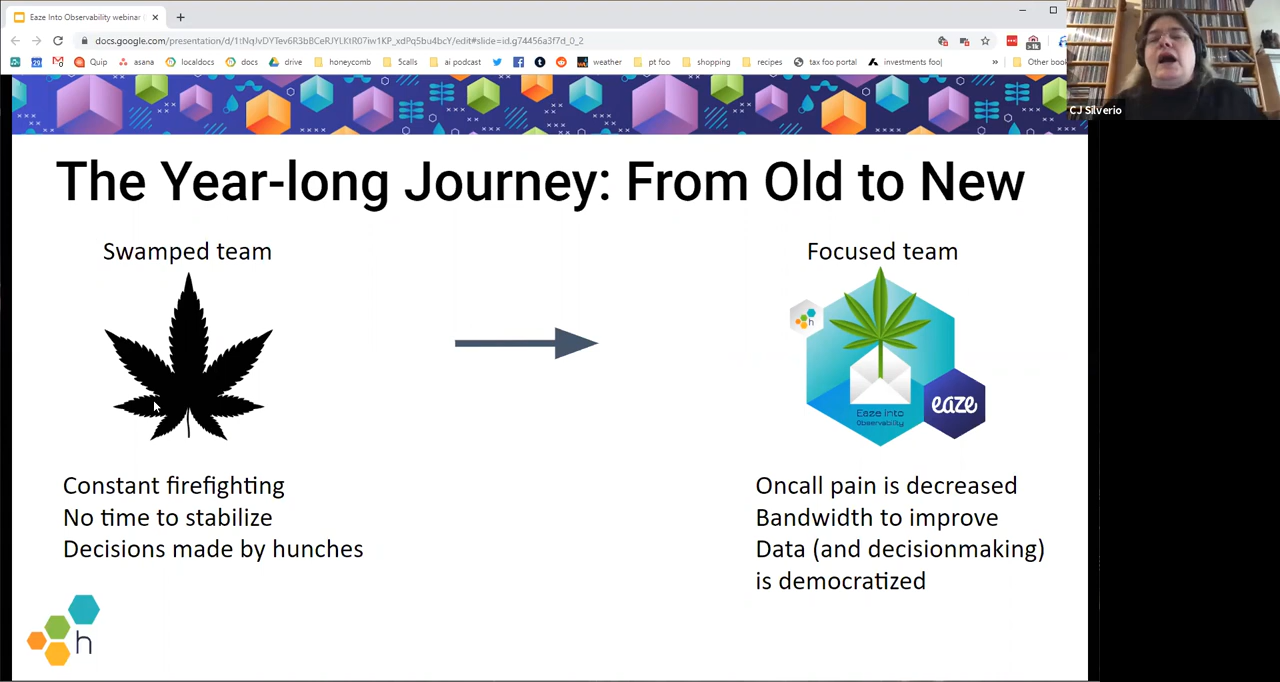 Eaze Into Observability webinar (
docs.google.com/presentation/d/1tNqJvDYTev6R3bBCeRJYLKtR07iw1KP_xdPq5bu4bcY/edit#slide=id.g74456a3f7d_0_2
Quip asana localdocs docs drive honeycomb 5calls ai podcast weather pt foo shopping recipes tax foo portal investments foo| » Other boo
CJ Silverio
The Year-long Journey: From Old to New
Swamped team
Constant firefighting
No time to stabilize
Decisions made by hunches
Focused team
h
Eaze into
Observability
eaze
Oncall pain is decreased
Bandwidth to improve
Data (and decisionmaking)
is democratized
h